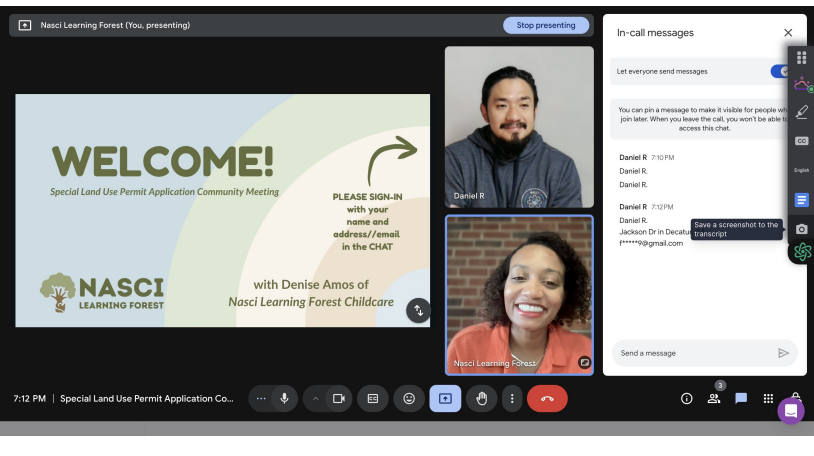 Nasci Learning Forest (You, presenting)
Stop presenting
WELCOME!
Special Land Use Permit Application Community Meeting
PLEASE SIGN-IN
with your
name and
address//email
in the CHAT
NASCI
LEARNING FOREST
with Denise Amos of
Nasci Learning Forest Childcare
Daniel R
Nasci Learning Forest
In-call messages
Let everyone send messages
You can pin a message to make it visible for people who
join later. When you leave the call, you won't be able to
access this chat.
Daniel R 7:10 PM
Daniel R.
Daniel R.
Daniel R 7:12 PM
Daniel R.
Jackson Dr in Decatur
f*****9@gmail.com
Save a screenshot to the
transcript
CC
English
Send a message
7:12 PM | Special Land Use Permit Application Co...
3